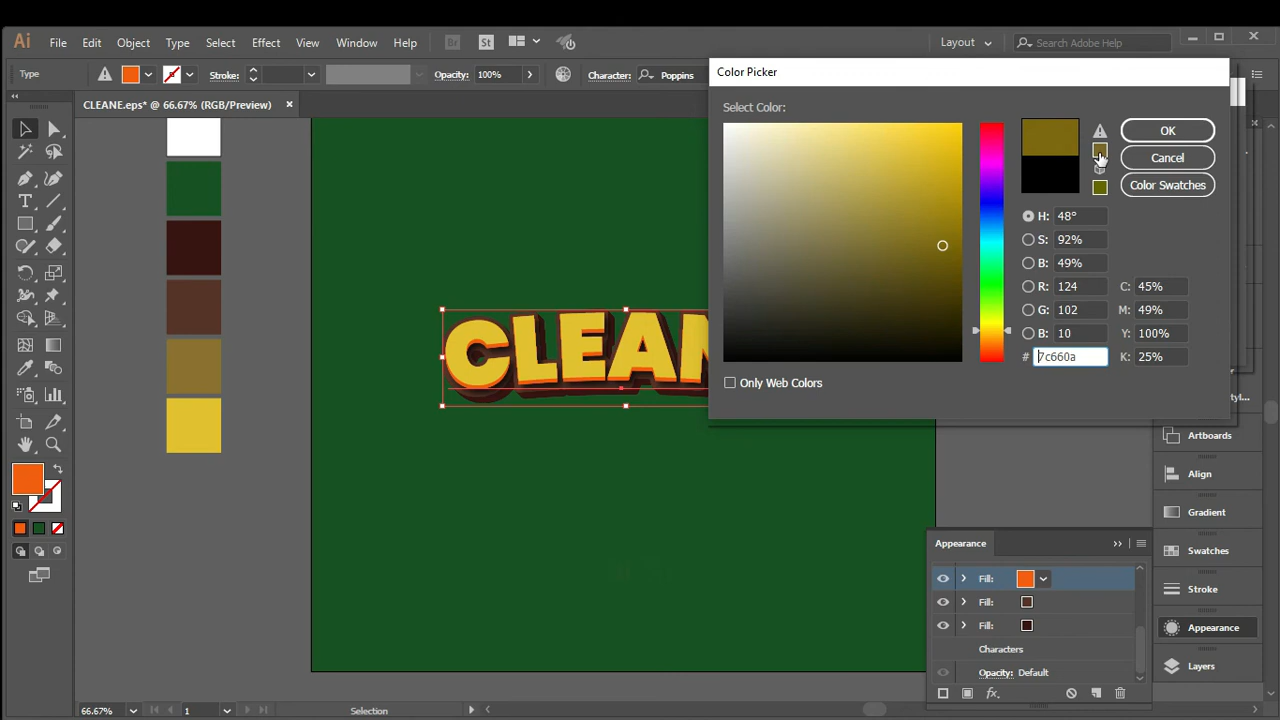 Ai File Edit Object Type Select Effect View Window Help Br St Layout Search Adobe Help
Type Stroke: Opacity: 100% Character: Poppins
CLEANE.eps* @ 66.67% (RGB/Preview)
Color Picker
Select Color:
OK
Cancel
Color Swatches
H: 48°
S: 92%
B: 49%
R: 124 C: 45%
G: 102 M: 49%
B: 10 Y: 100%
# 7c660a K: 25%
Only Web Colors
CLEAN
Artboards
Align
Gradient
Swatches
Stroke
Appearance
Layers
Appearance
Fill:
Fill:
Fill:
Characters
Opacity: Default
fx.
66.67% 1 Selection